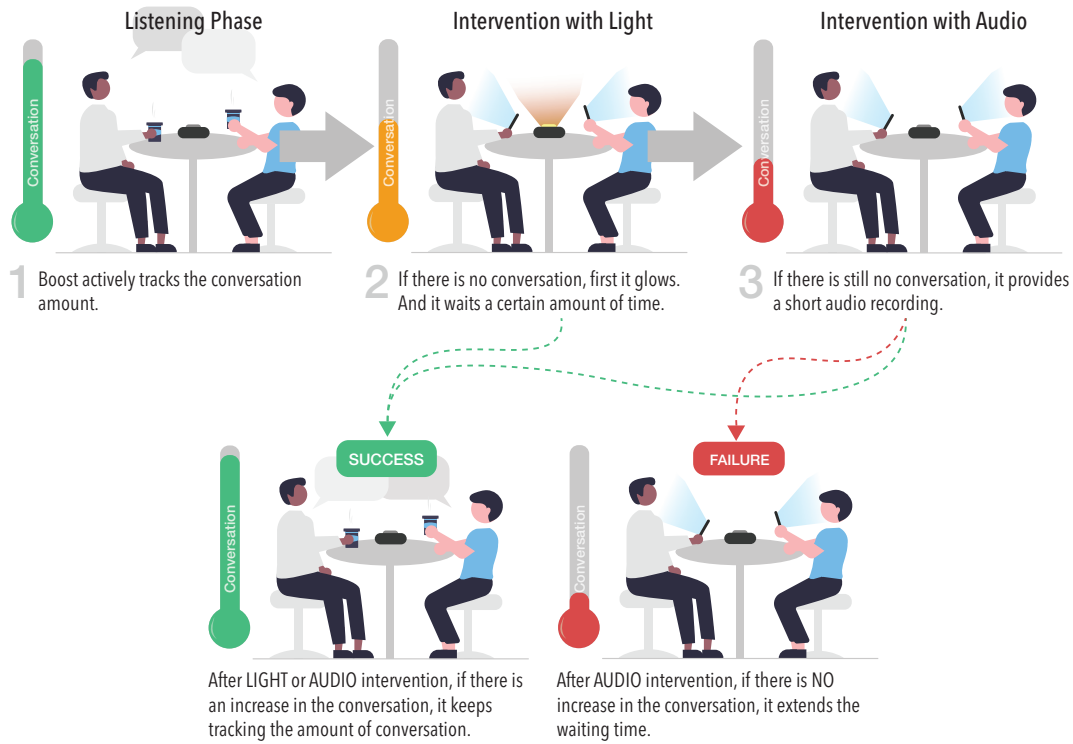 Listening Phase
Intervention with Light
Intervention with Audio
Conversation
Conversation
Conversation
1 Boost actively tracks the conversation
amount.
2 If there is no conversation, first it glows.
And it waits a certain amount of time.
3 If there is still no conversation, it provides
a short audio recording.
SUCCESS
FAILURE
Conversation
Conversation
After LIGHT or AUDIO intervention, if there is
an increase in the conversation, it keeps
tracking the amount of conversation.
After AUDIO intervention, if there is NO
increase in the conversation, it extends the
waiting time.